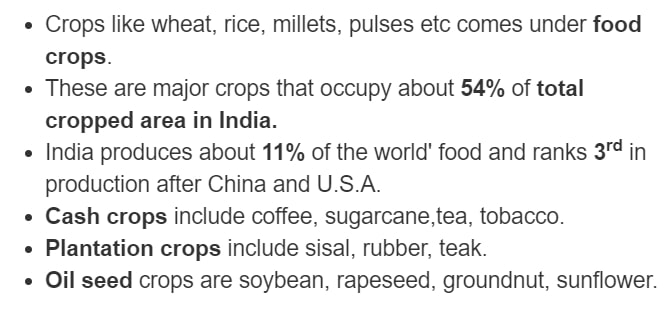 • Crops like wheat, rice, millets, pulses etc comes under food
crops.
• These are major crops that occupy about 54% of total
cropped area in India.
• India produces about 11% of the world' food and ranks 3rd in
production after China and U.S.A.
• Cash crops include coffee, sugarcane,tea, tobacco.
• Plantation crops include sisal, rubber, teak.
• Oil seed crops are soybean, rapeseed, groundnut, sunflower.